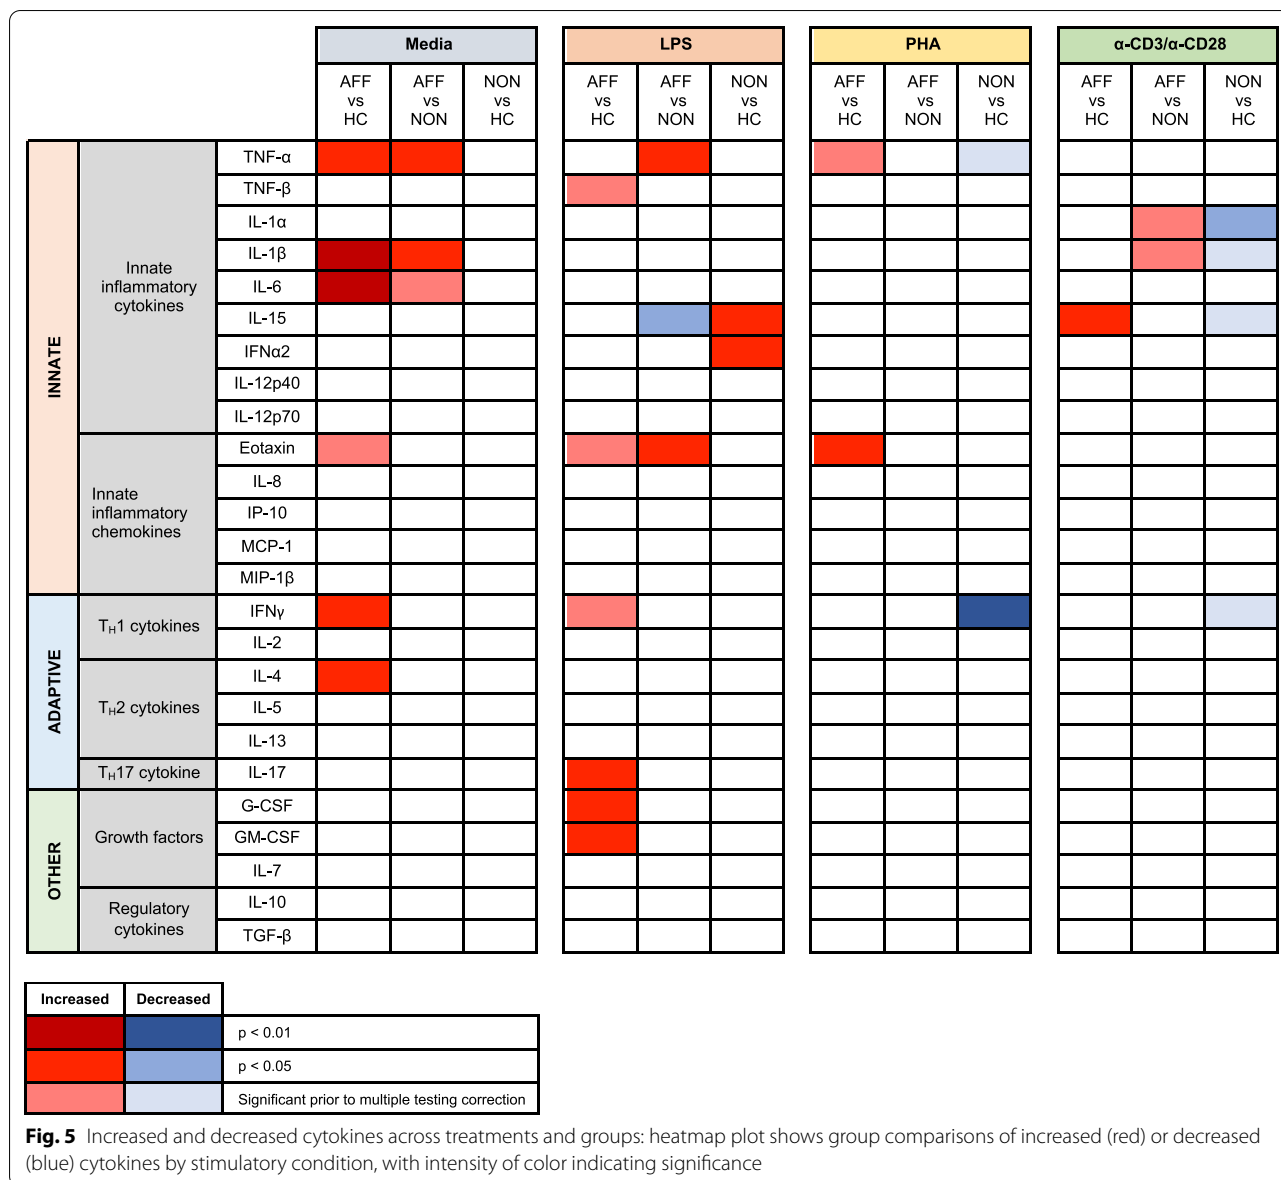 Media LPS PHA α-CD3/α-CD28
AFF vs HC AFF vs NON NON vs HC AFF vs HC AFF vs NON NON vs HC AFF vs HC AFF vs NON NON vs HC AFF vs HC AFF vs NON NON vs HC
INNATE
Innate
inflammatory
cytokines
TNF-α
TNF-β
IL-1α
IL-1β
IL-6
IL-15
IFNα2
IL-12p40
IL-12p70
Innate
inflammatory
chemokines
Eotaxin
IL-8
IP-10
MCP-1
MIP-1β
ADAPTIVE
TH1 cytokines
IFNγ
IL-2
TH2 cytokines
IL-4
IL-5
IL-13
TH17 cytokine
IL-17
OTHER
Growth factors
G-CSF
GM-CSF
IL-7
Regulatory
cytokines
IL-10
TGF-β
Increased Decreased
p < 0.01
p < 0.05
Significant prior to multiple testing correction
Fig. 5 Increased and decreased cytokines across treatments and groups: heatmap plot shows group comparisons of increased (red) or decreased
(blue) cytokines by stimulatory condition, with intensity of color indicating significance